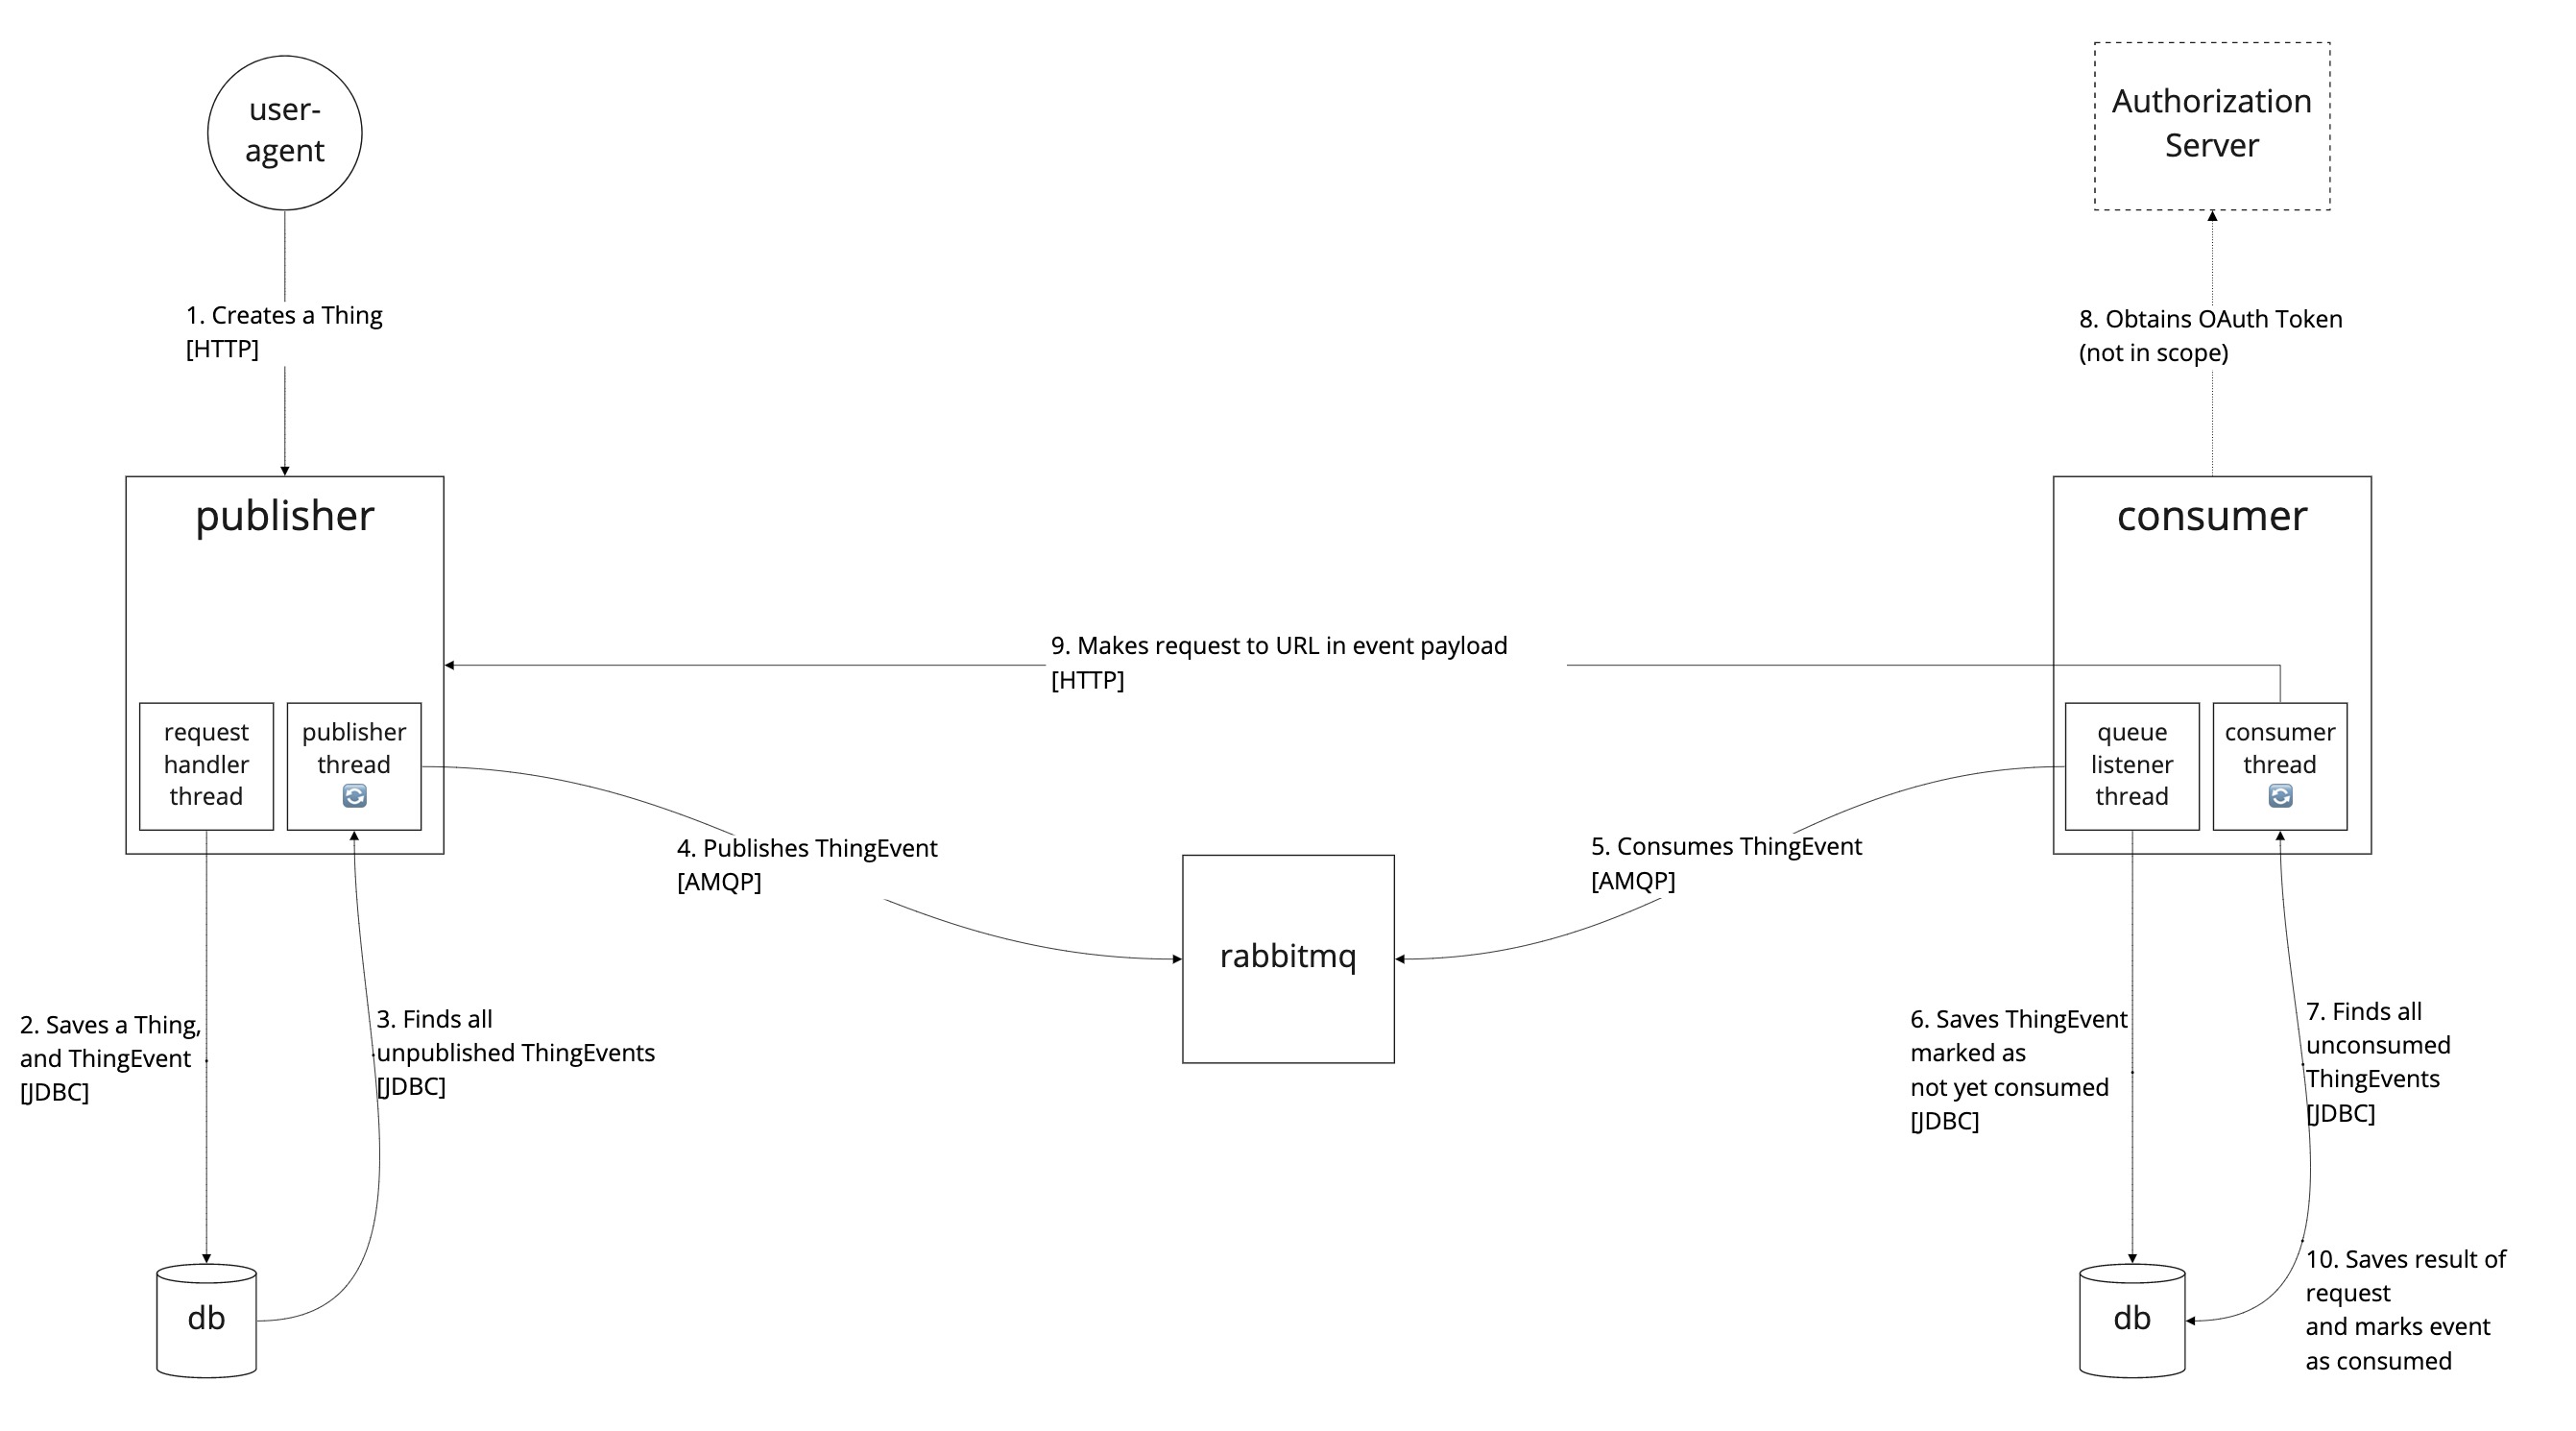 user-
agent
Authorization
Server
1. Creates a Thing
[HTTP]
8. Obtains OAuth Token
(not in scope)
publisher
consumer
9. Makes request to URL in event payload
[HTTP]
request
handler
thread
publisher
thread
queue
listener
thread
consumer
thread
4. Publishes ThingEvent
[AMQP]
5. Consumes ThingEvent
[AMQP]
rabbitmq
2. Saves a Thing,
and ThingEvent
[JDBC]
3. Finds all
unpublished ThingEvents
[JDBC]
6. Saves ThingEvent
marked as
not yet consumed
[JDBC]
7. Finds all
unconsumed
ThingEvents
[JDBC]
db
db
10. Saves result of
request
and marks event
as consumed